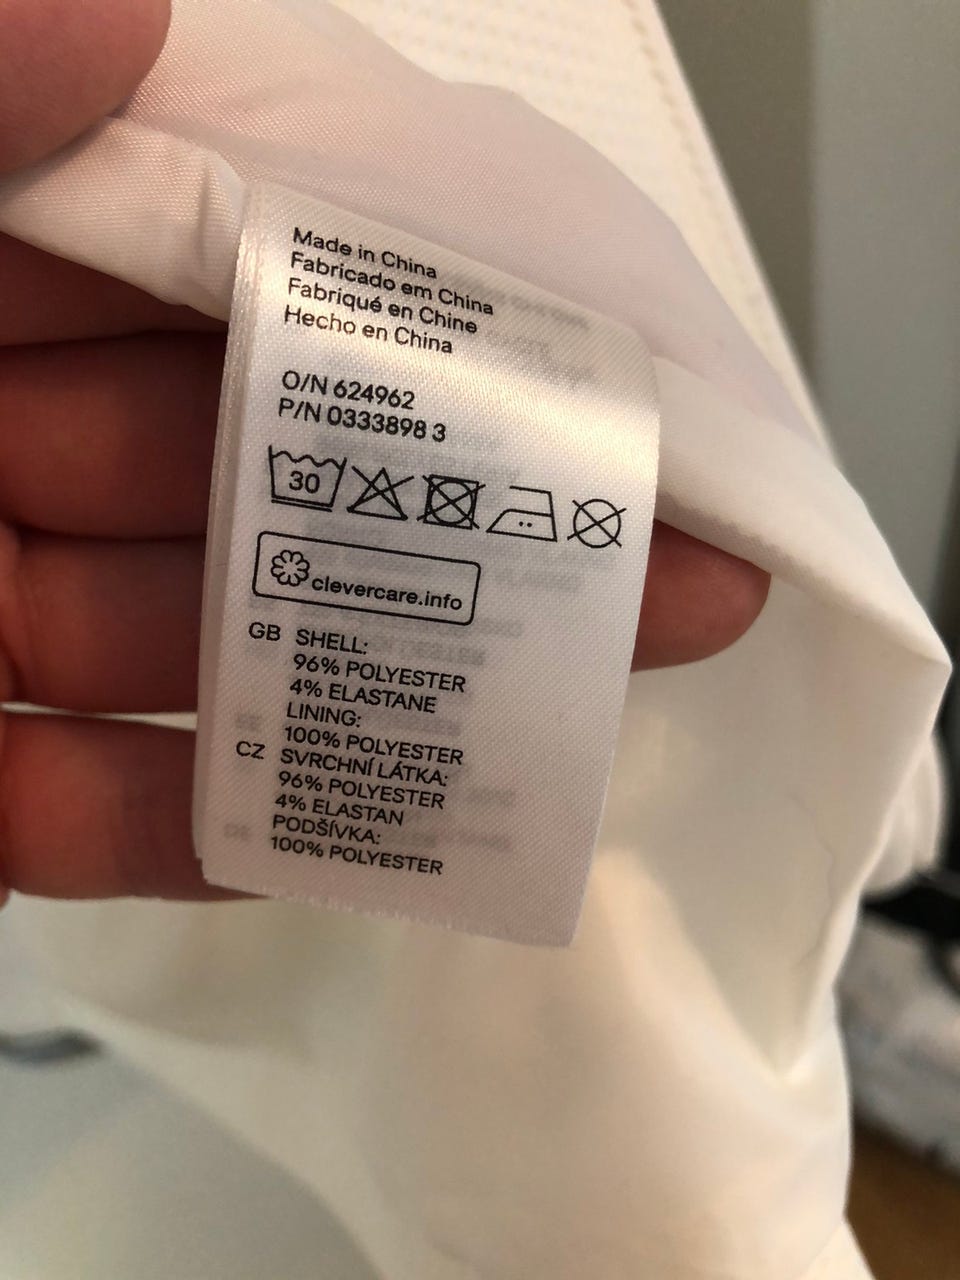 Made in China
Fabricado em China
Fabriqué en Chine
Hecho en China
O/N 624962
P/N 0333898 3
30
clevercare.info
GB SHELL:
96% POLYESTER
4% ELASTANE
LINING:
100% POLYESTER
CZ SVRCHNÍ LÁTKA:
96% POLYESTER
4% ELASTAN
PODŠÍVKA:
100% POLYESTER